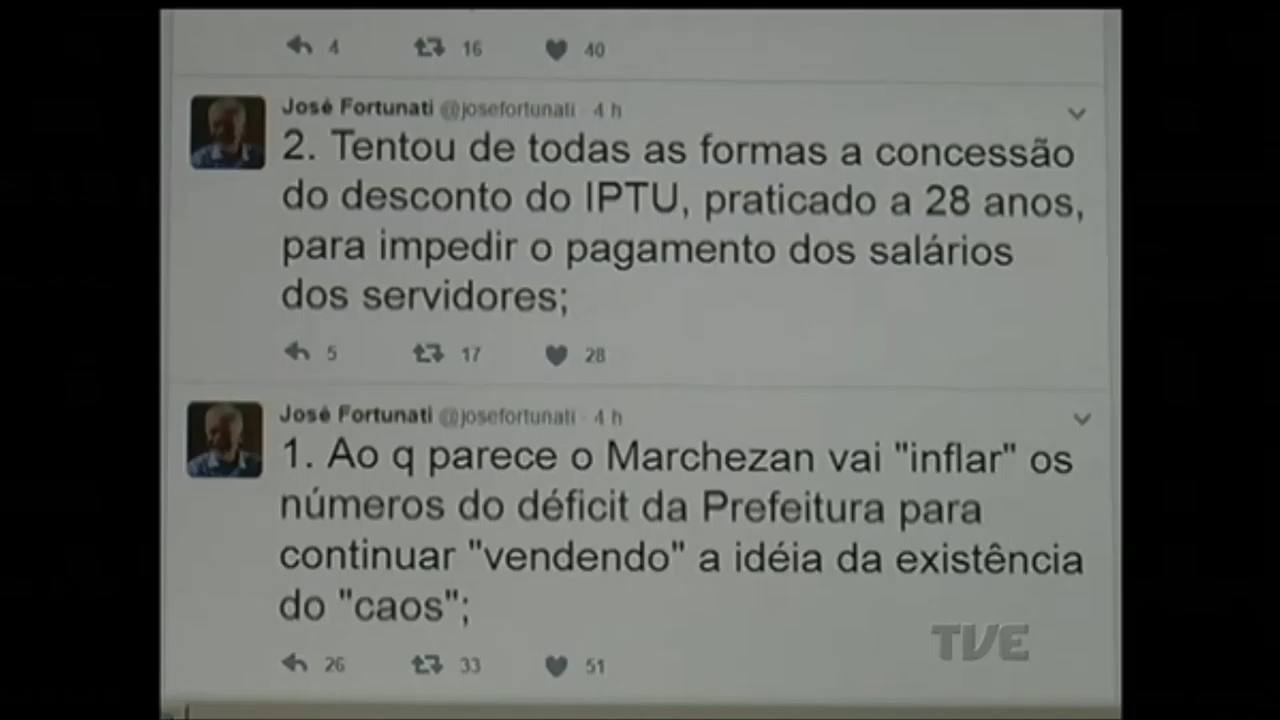 4 16 40
José Fortunati @josefortunati · 4 h
2. Tentou de todas as formas a concessão
do desconto do IPTU, praticado a 28 anos,
para impedir o pagamento dos salários
dos servidores;
5 17 28
José Fortunati @josefortunati · 4 h
1. Ao q parece o Marchezan vai "inflar" os
números do déficit da Prefeitura para
continuar "vendendo" a idéia da existência
do "caos";
26 33 51
TVE